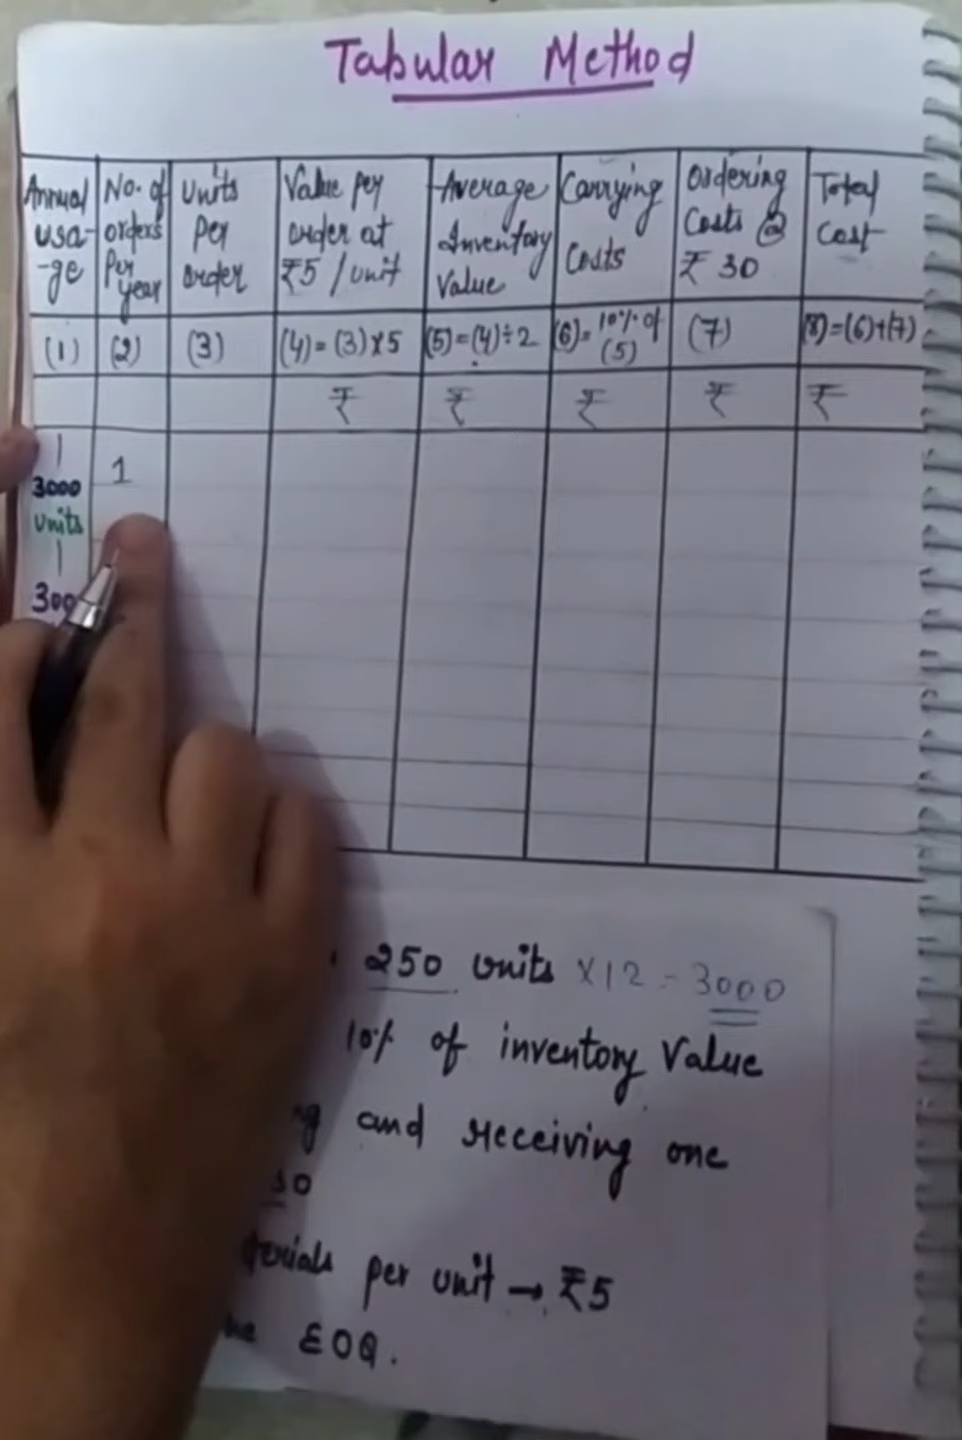 Tabular Method
Annual usa-ge
No. of orders Per year
Units Per order
Value per order at ₹5 / unit
Average Inventory Value
Carrying Costs
Ordering Costs @ ₹ 30
Total Cost
(1) (2) (3) (4) = (3) x 5 (5) = (4) ÷ 2 (6) = 10% of (5) (7) (8) = (6) + (7)
₹ ₹ ₹ ₹ ₹
3000 1
units
300
250 units x 12 = 3000
10% of inventory Value
and receiving one
30
per unit → ₹5
EOQ.